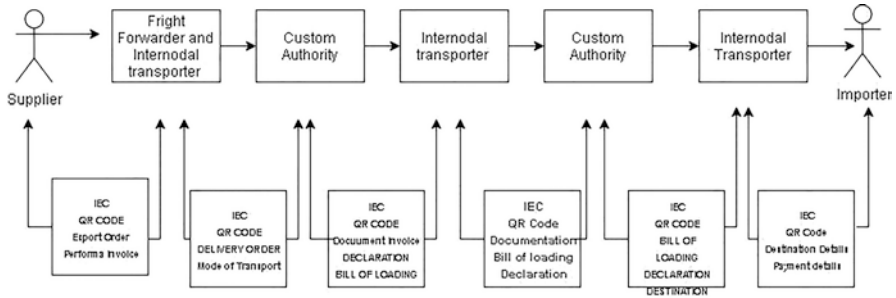 Fright
Forwarder and
Internodal
transporter
Custom
Authority
Internodal
transporter
Custom
Authority
Internodal
Transporter
Supplier
Importer
IEC
QR CODE
Export Order
Performa Invoice
IEC
QR CODE
DELIVERY ORDER
Mode of Transport
IEC
QR CODE
Docuument Invoice
DECLARATION
BILL OF LOADING
IEC
QR Code
Documentation
Bill of loading
Declaration
IEC
QR CODE
BILL OF
LOADING
DECLARATION
DESTINATION
IEC
QR Code
Destination Details
Payment details